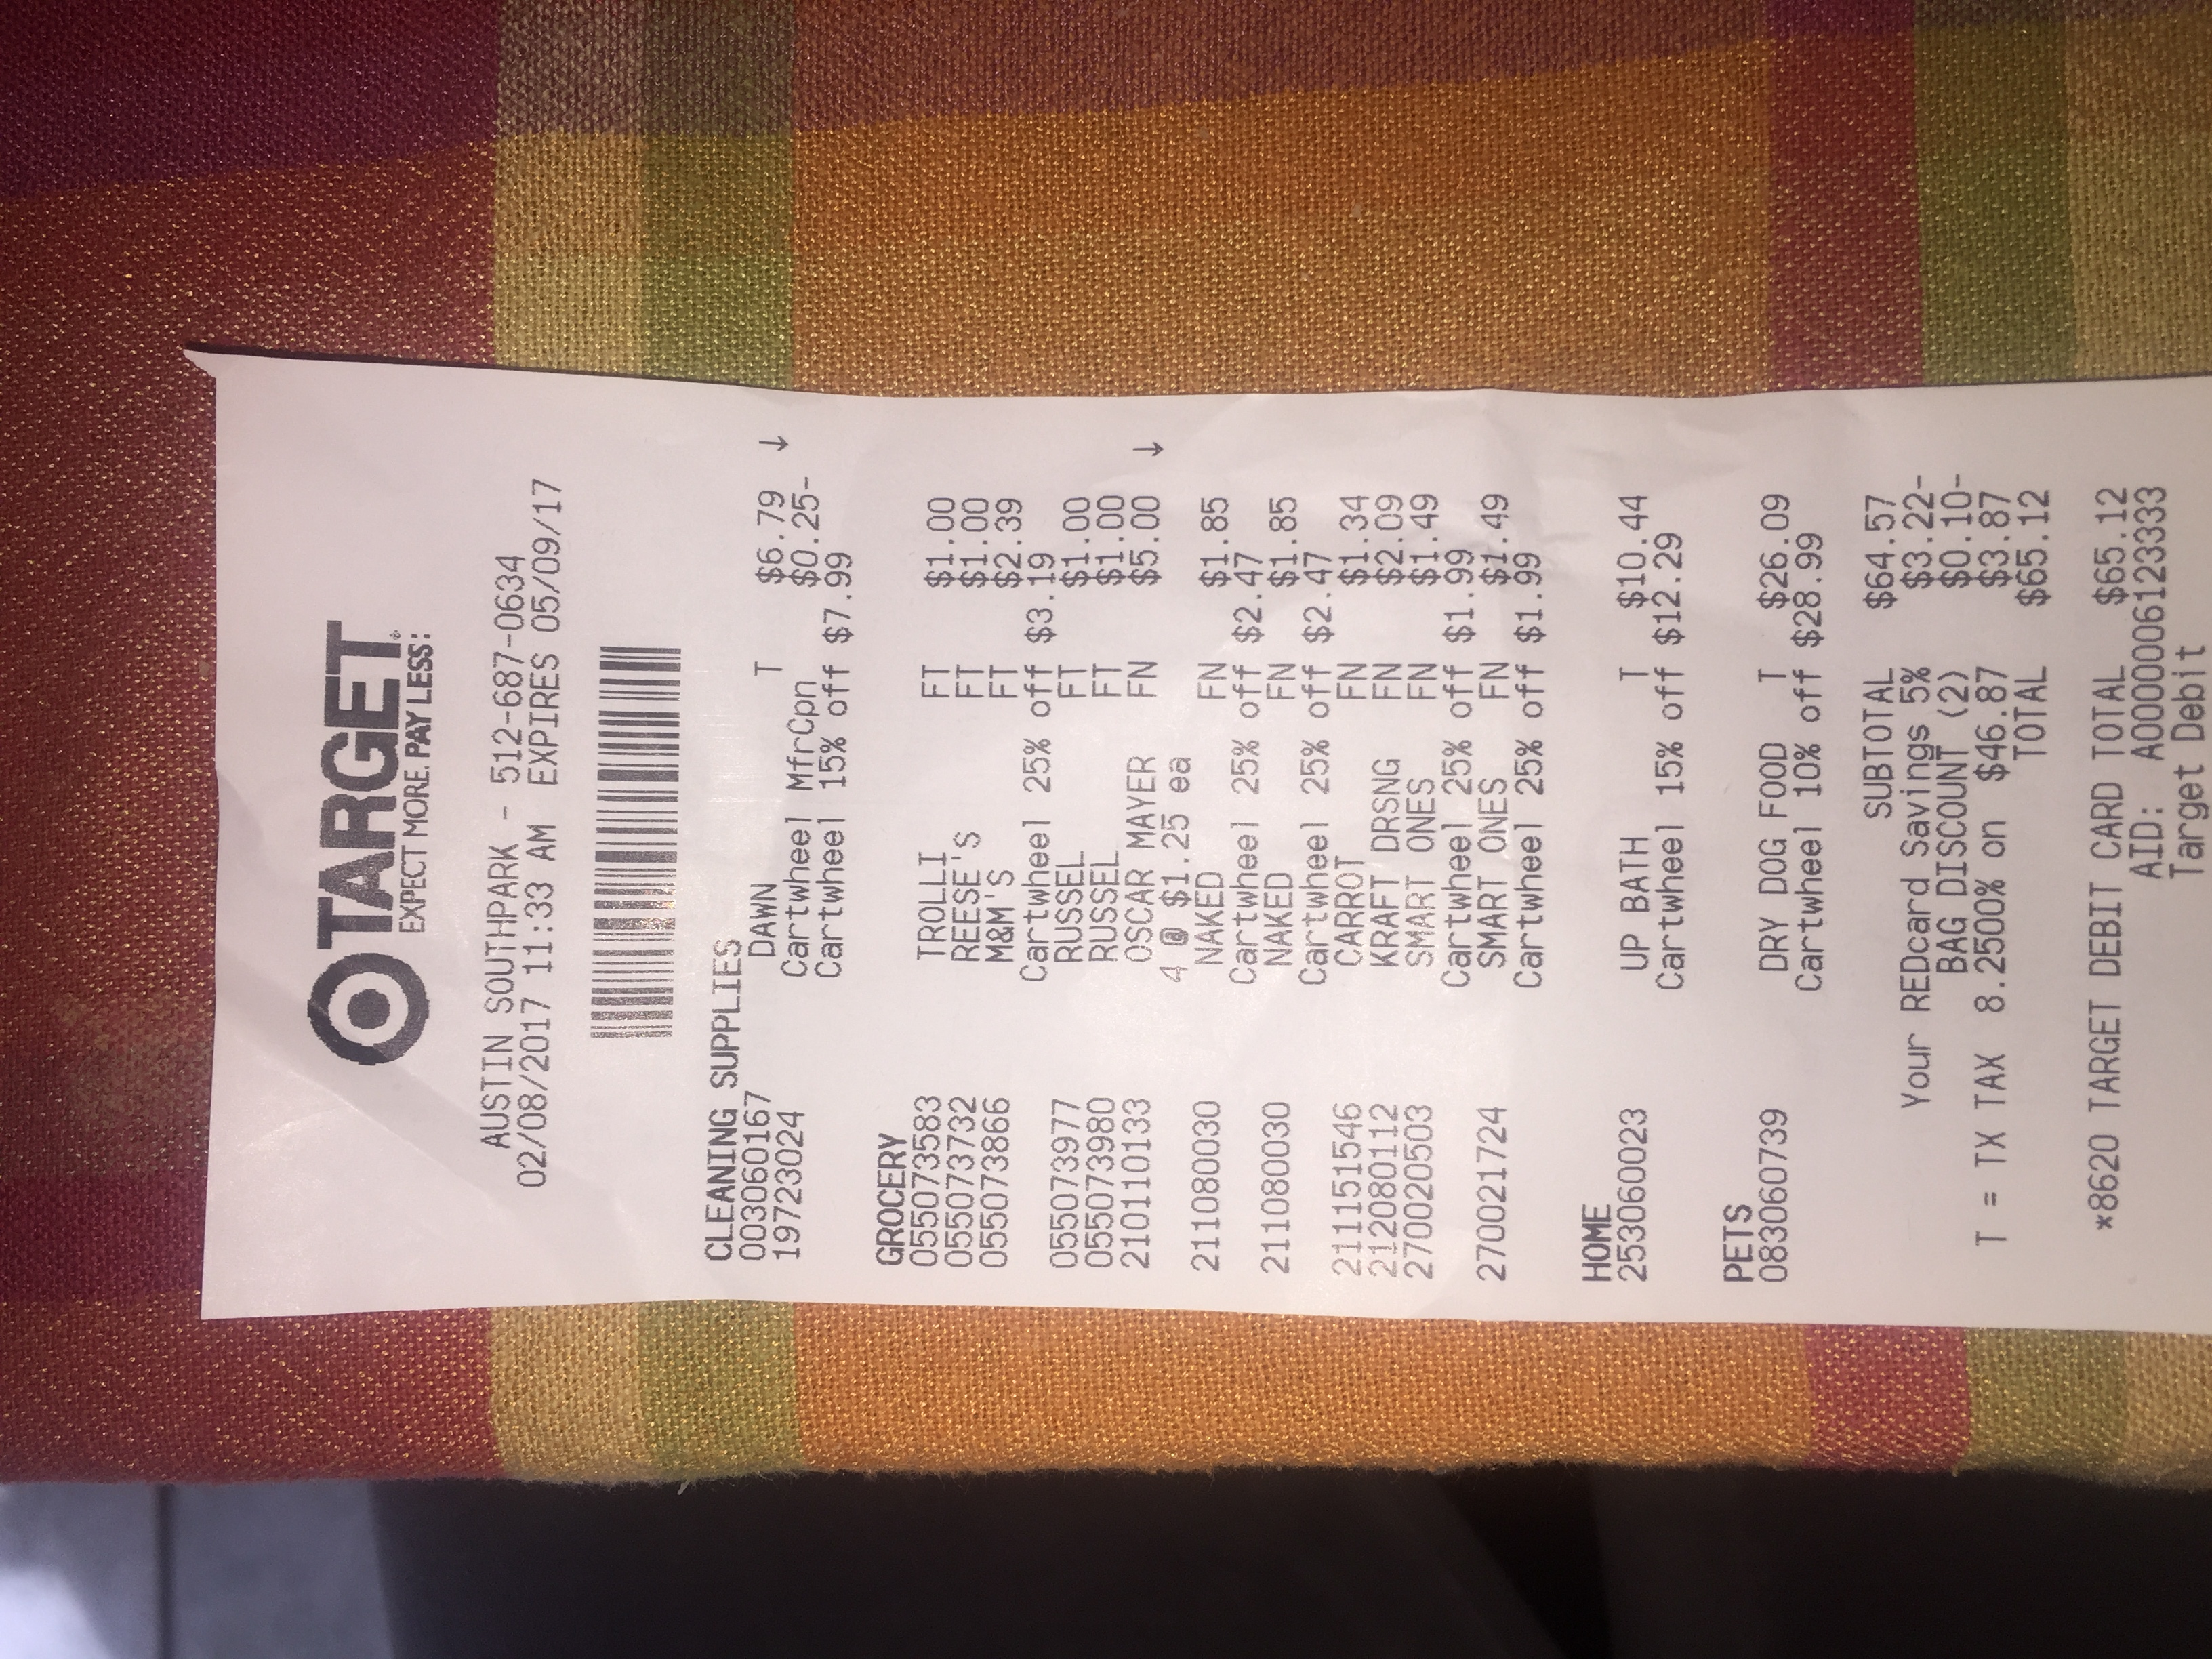 TARGET
EXPECT MORE. PAY LESS:
AUSTIN SOUTHPARK - 512-687-0634
02/08/2017 11:33 AM EXPIRES 05/09/17
CLEANING SUPPLIES
003060167 DAWN T $6.79 ↓
19723024 Cartwheel MfrCpn $0.25-
Cartwheel 15% off $7.99
GROCERY
055073583 TROLLI FT $1.00
055073732 REESE'S FT $1.00
055073866 M&M'S FT $2.39
Cartwheel 25% off $3.19
055073977 RUSSEL FT $1.00
055073980 RUSSEL FT $1.00
210110133 OSCAR MAYER FN $5.00 ↓
4 @ $1.25 ea
211080030 NAKED FN $1.85
Cartwheel 25% off $2.47
211080030 NAKED FN $1.85
Cartwheel 25% off $2.47
211151546 CARROT FN $1.34
212080112 KRAFT DRSNG FN $2.09
270020503 SMART ONES FN $1.49
Cartwheel 25% off $1.99
270021724 SMART ONES FN $1.49
Cartwheel 25% off $1.99
HOME
253060023 UP BATH T $10.44
Cartwheel 15% off $12.29
PETS
083060739 DRY DOG FOOD T $26.09
Cartwheel 10% off $28.99
SUBTOTAL $64.57
Your REDcard Savings 5% $3.22-
BAG DISCOUNT (2) $0.10-
T = TX TAX 8.2500% on $46.87 $3.87
TOTAL $65.12
*8620 TARGET DEBIT CARD TOTAL $65.12
AID: A0000006123333
Target Debit